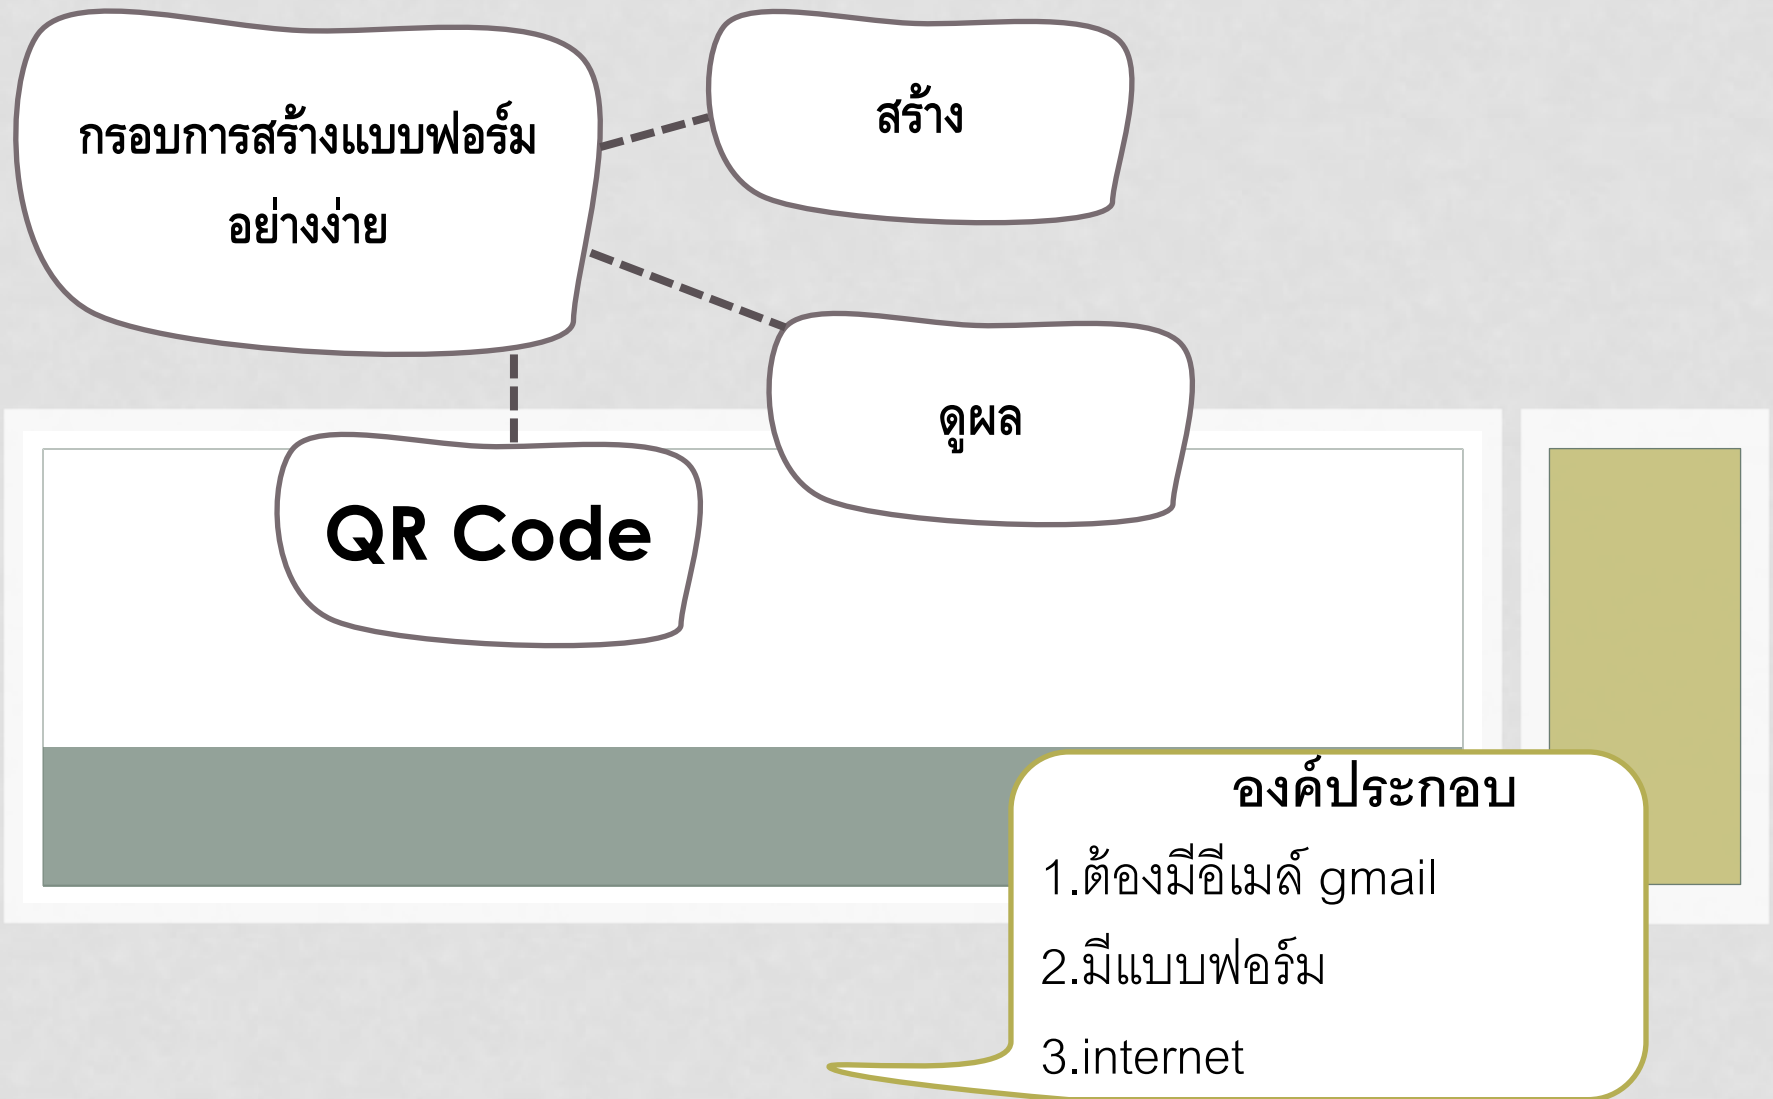 กรอบการสร้างแบบฟอร์ม
อย่างง่าย
สร้าง
ดูผล
QR Code
องค์ประกอบ
1.ต้องมีอีเมล์ gmail
2.มีแบบฟอร์ม
3.internet